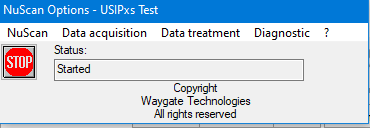 NuScan Options - USIPxs Test
NuScan Data acquisition Data treatment Diagnostic ?
STOP
Status:
Started
Copyright
Waygate Technologies
All rights reserved